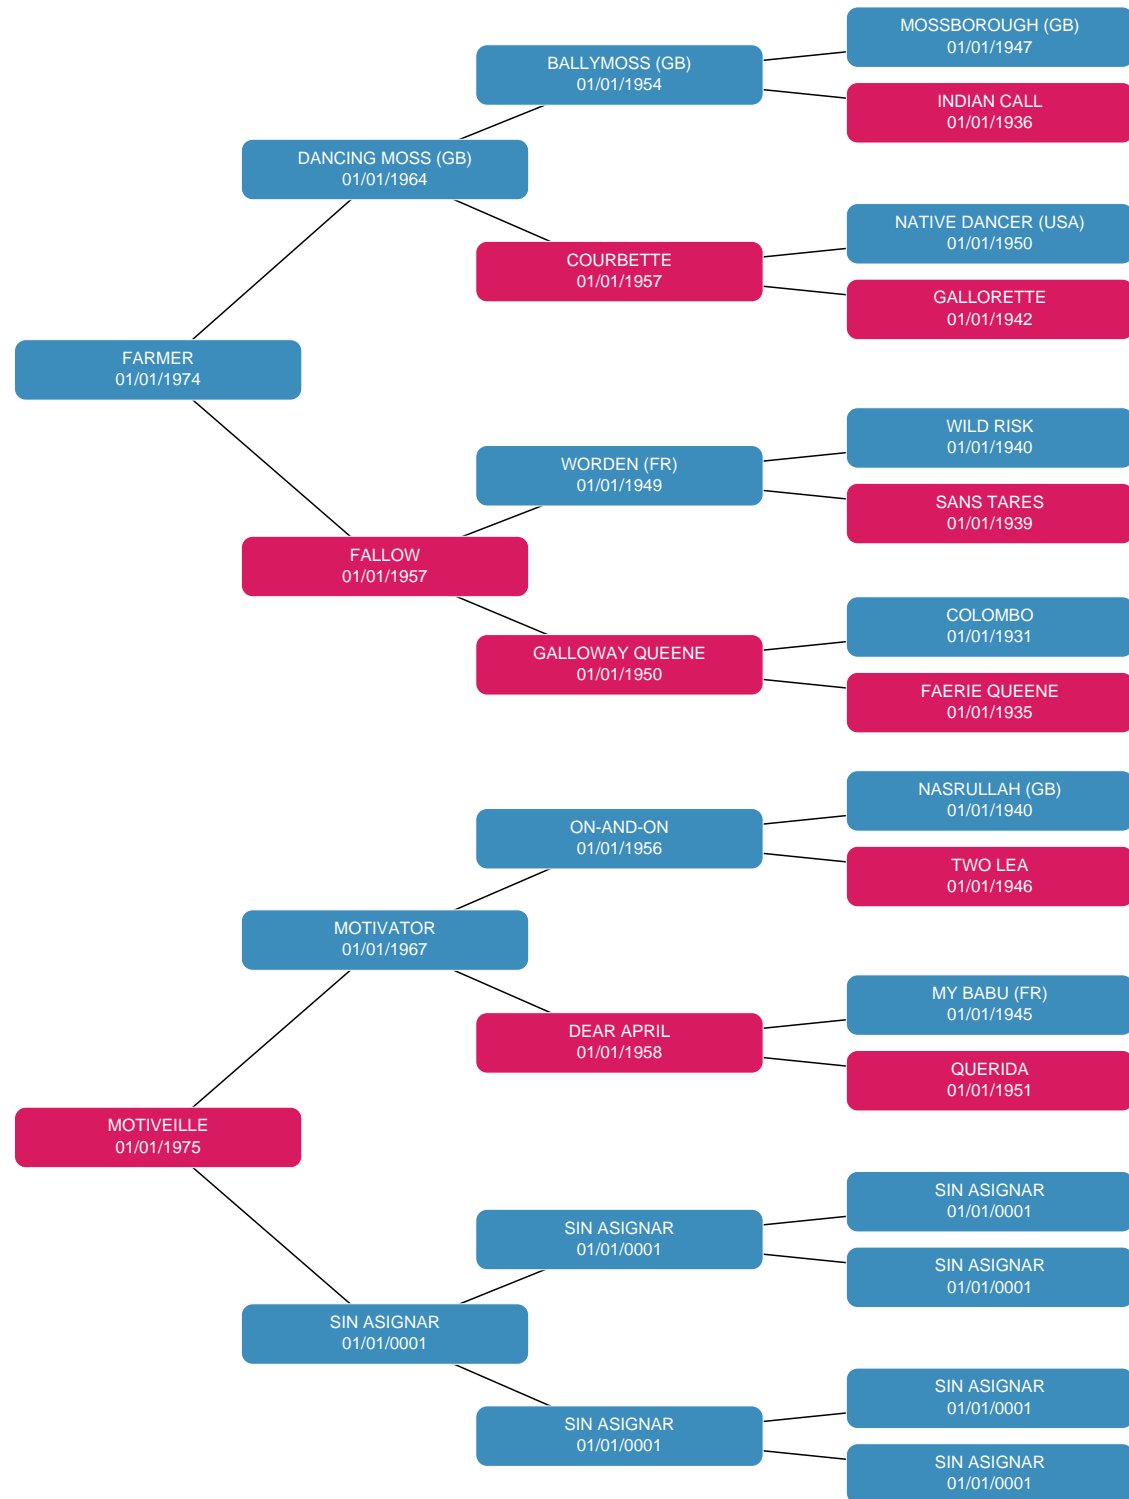 MOSSBOROUGH (GB)
01/01/1947
BALLYMOSS (GB)
01/01/1954
INDIAN CALL
01/01/1936
DANCING MOSS (GB)
01/01/1964
NATIVE DANCER (USA)
01/01/1950
COURBETTE
01/01/1957
GALLORETTE
01/01/1942
FARMER
01/01/1974
WILD RISK
01/01/1940
WORDEN (FR)
01/01/1949
SANS TARES
01/01/1939
FALLOW
01/01/1957
COLOMBO
01/01/1931
GALLOWAY QUEENE
01/01/1950
FAERIE QUEENE
01/01/1935
NASRULLAH (GB)
01/01/1940
ON-AND-ON
01/01/1956
TWO LEA
01/01/1946
MOTIVATOR
01/01/1967
MY BABU (FR)
01/01/1945
DEAR APRIL
01/01/1958
QUERIDA
01/01/1951
MOTIVEILLE
01/01/1975
SIN ASIGNAR
01/01/0001
SIN ASIGNAR
01/01/0001
SIN ASIGNAR
01/01/0001
SIN ASIGNAR
01/01/0001
SIN ASIGNAR
01/01/0001
SIN ASIGNAR
01/01/0001
SIN ASIGNAR
01/01/0001